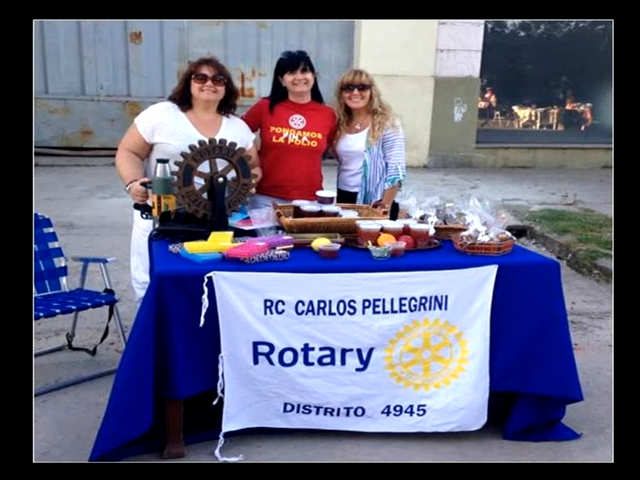 PONGAMOS
FIN A
LA POLIO
RC CARLOS PELLEGRINI
Rotary
DISTRITO 4945